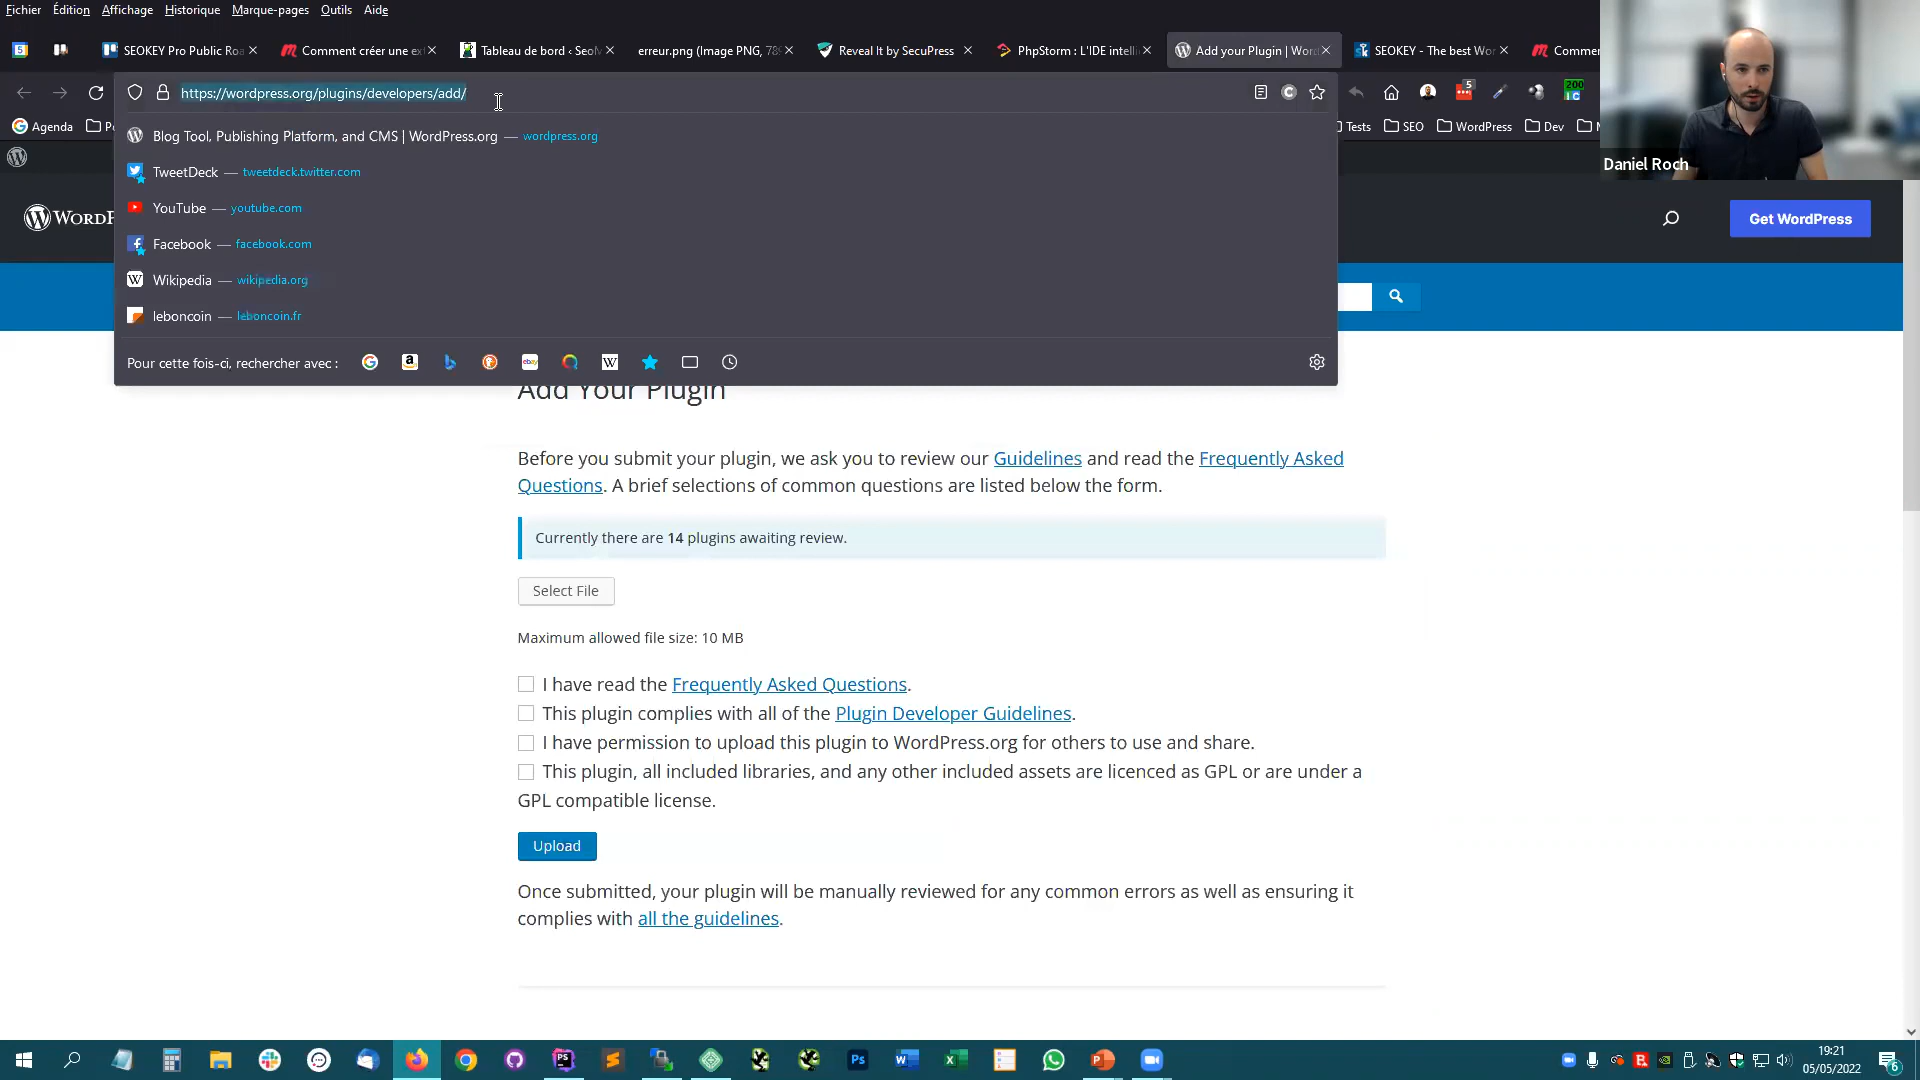 Fichier Édition Affichage Historique Marque-pages Outils Aide
SEOKEY Pro Public Roa
Comment créer une ex
Tableau de bord ‹ SeoM
erreur.png (Image PNG, 789
Reveal It by SecuPress
PhpStorm : L'IDE intelli
Add your Plugin | Word
SEOKEY - The best Wor
Commen
https://wordpress.org/plugins/developers/add/
5
200
Agenda
Tests SEO WordPress Dev
Daniel Roch
Blog Tool, Publishing Platform, and CMS | WordPress.org — wordpress.org
TweetDeck — tweetdeck.twitter.com
YouTube — youtube.com
Facebook — facebook.com
Wikipedia — wikipedia.org
leboncoin — leboncoin.fr
Pour cette fois-ci, rechercher avec :
WORDP
Get WordPress
Add Your Plugin
Before you submit your plugin, we ask you to review our Guidelines and read the Frequently Asked
Questions. A brief selections of common questions are listed below the form.
Currently there are 14 plugins awaiting review.
Select File
Maximum allowed file size: 10 MB
I have read the Frequently Asked Questions.
This plugin complies with all of the Plugin Developer Guidelines.
I have permission to upload this plugin to WordPress.org for others to use and share.
This plugin, all included libraries, and any other included assets are licenced as GPL or are under a
GPL compatible license.
Upload
Once submitted, your plugin will be manually reviewed for any common errors as well as ensuring it
complies with all the guidelines.
19:21
05/05/2022
6